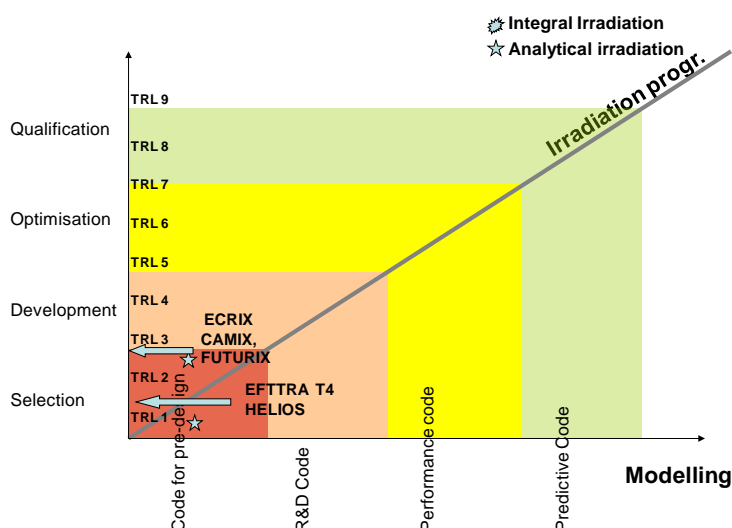 Integral Irradiation
Analytical irradiation
Irradiation progr.
TRL 9
Qualification
TRL 8
TRL 7
Optimisation
TRL 6
TRL 5
Development
TRL 4
TRL 3
ECRIX
CAMIX,
FUTURIX
TRL 2
Selection
EFTTRA T4
HELIOS
TRL 1
Code for pre-design
R&D Code
Performance code
Predictive Code
Modelling